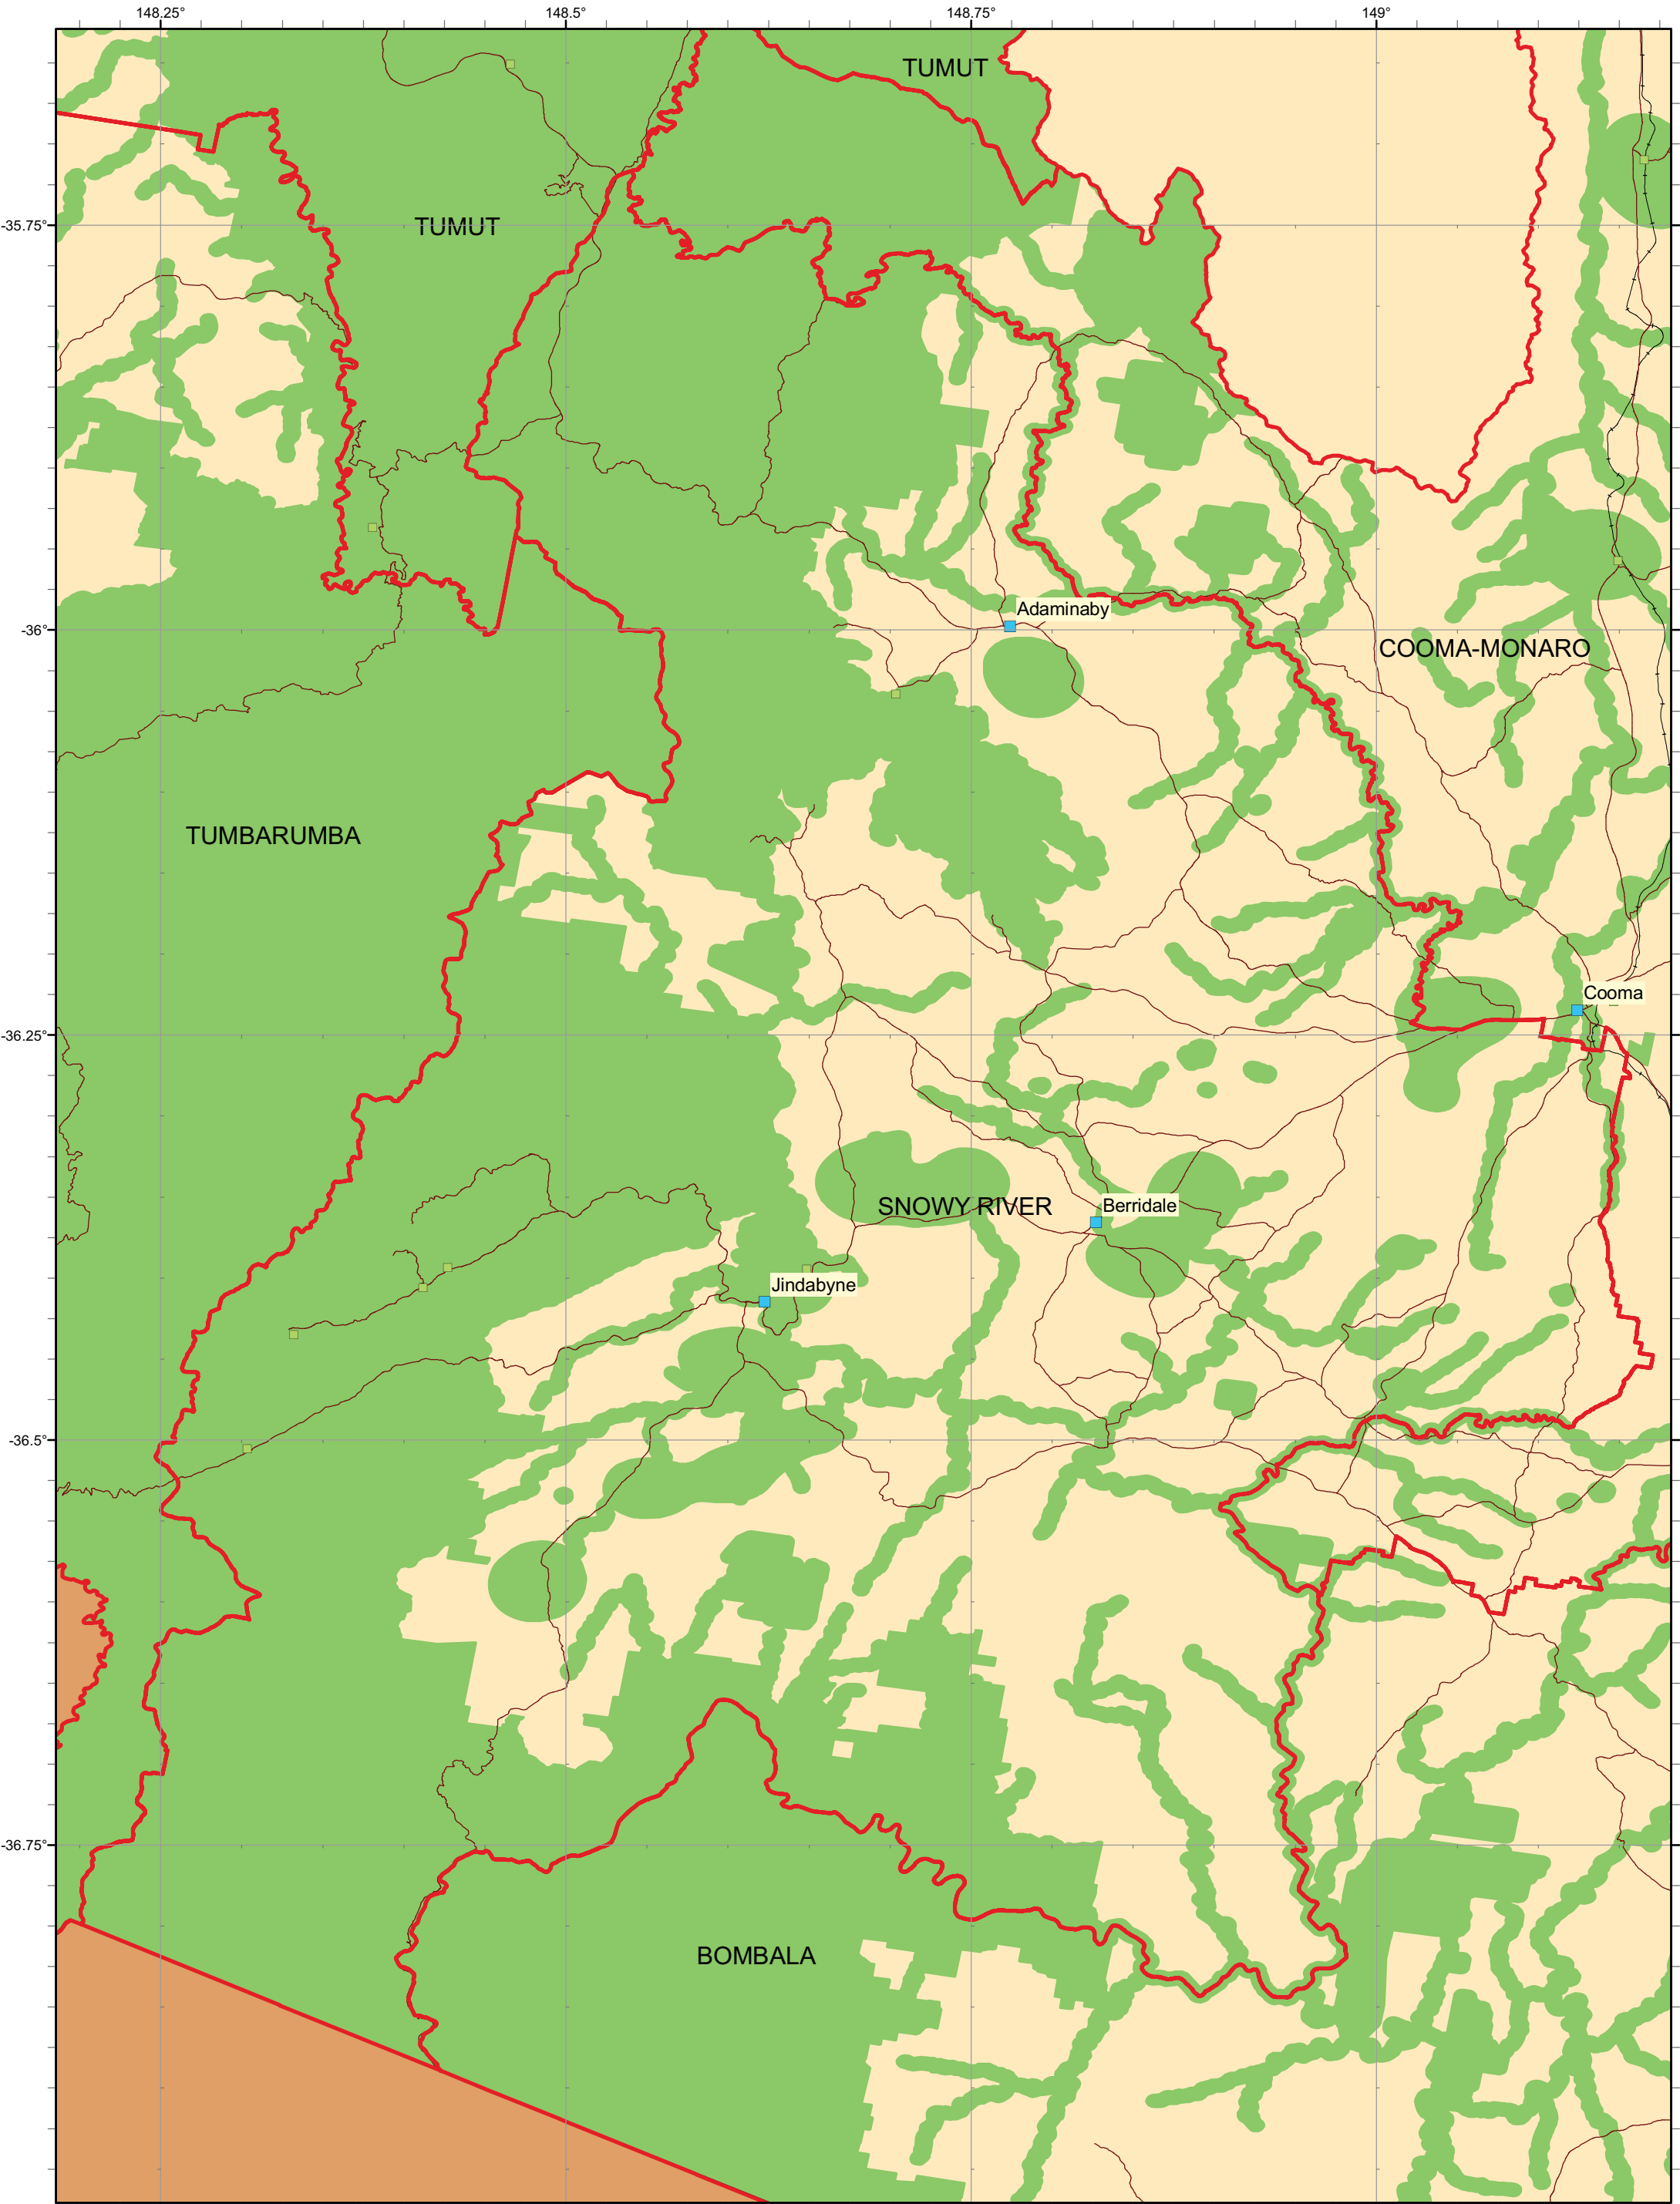 148.25°
148.5°
148.75°
149°
TUMUT
-35.75°
TUMUT
Adaminaby
-36°
COOMA-MONARO
TUMBARUMBA
Cooma
-36.25°
SNOWY RIVER
Berridale
Jindabyne
-36.5°
-36.75°
BOMBALA